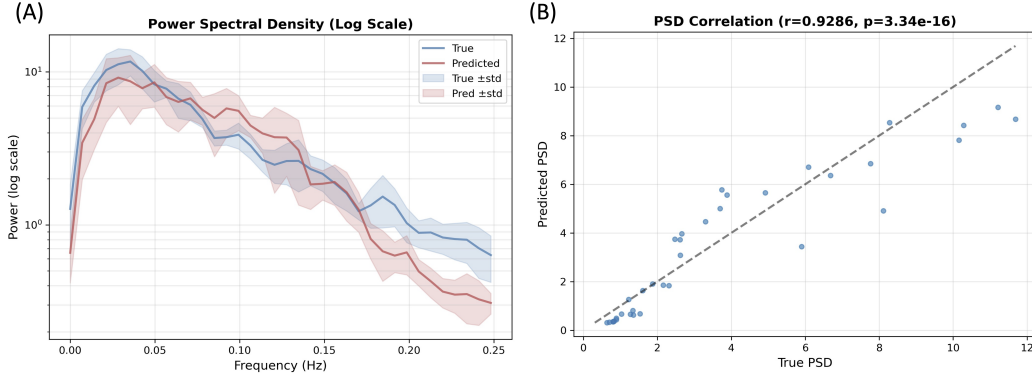 (A)
Power Spectral Density (Log Scale)
True
Predicted
True ±std
Pred ±std
10¹
10⁰
Power (log scale)
0.00 0.05 0.10 0.15 0.20 0.25
Frequency (Hz)
(B)
PSD Correlation (r=0.9286, p=3.34e-16)
12
10
8
6
4
2
0
Predicted PSD
0 2 4 6 8 10 12
True PSD